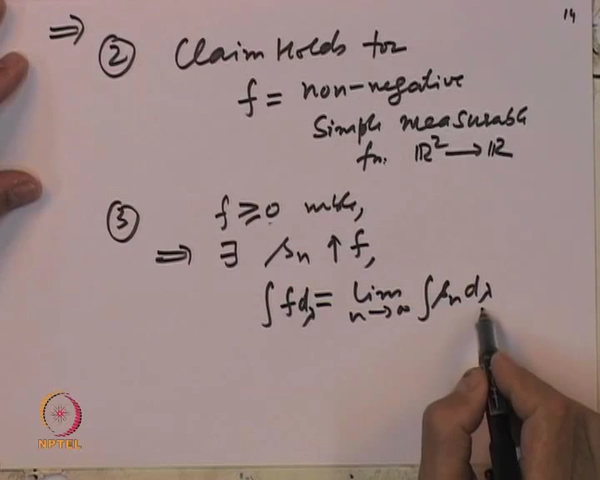 14
⇒ ② Claim Holds for
f = non-negative
Simple measurable
fn. ℝ² → ℝ
③ f ≥ 0 mble,
⇒ ∃ sn ↑ f,
∫ f dλ = lim n→∞ ∫ sn dλ
NPTEL